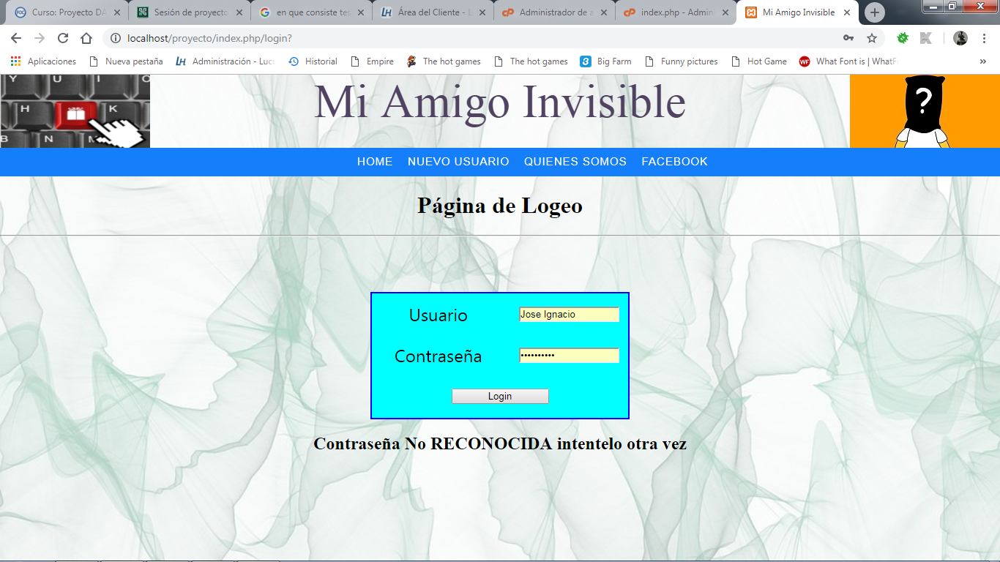 Curso: Proyecto DA
Sesión de proyecto
en que consiste tes
Área del Cliente - L
Administrador de a
index.php - Admini
Mi Amigo Invisible
localhost/proyecto/index.php/login?
Aplicaciones
Nueva pestaña
Administración - Luc
Historial
Empire
The hot games
The hot games
Big Farm
Funny pictures
Hot Game
What Font is | WhatF
»
Y U I O
H K
B N M
Mi Amigo Invisible
?
HOME NUEVO USUARIO QUIENES SOMOS FACEBOOK
Página de Logeo
Usuario Jose Ignacio
Contraseña ••••••••••
Login
Contraseña No RECONOCIDA intentelo otra vez